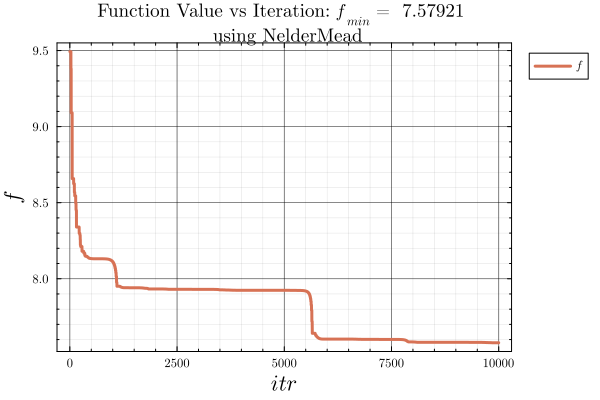 Function Value vs Iteration: f_min = 7.57921
using NelderMead
9.5
f
9.0
8.5
f
8.0
0 2500 5000 7500 10000
itr